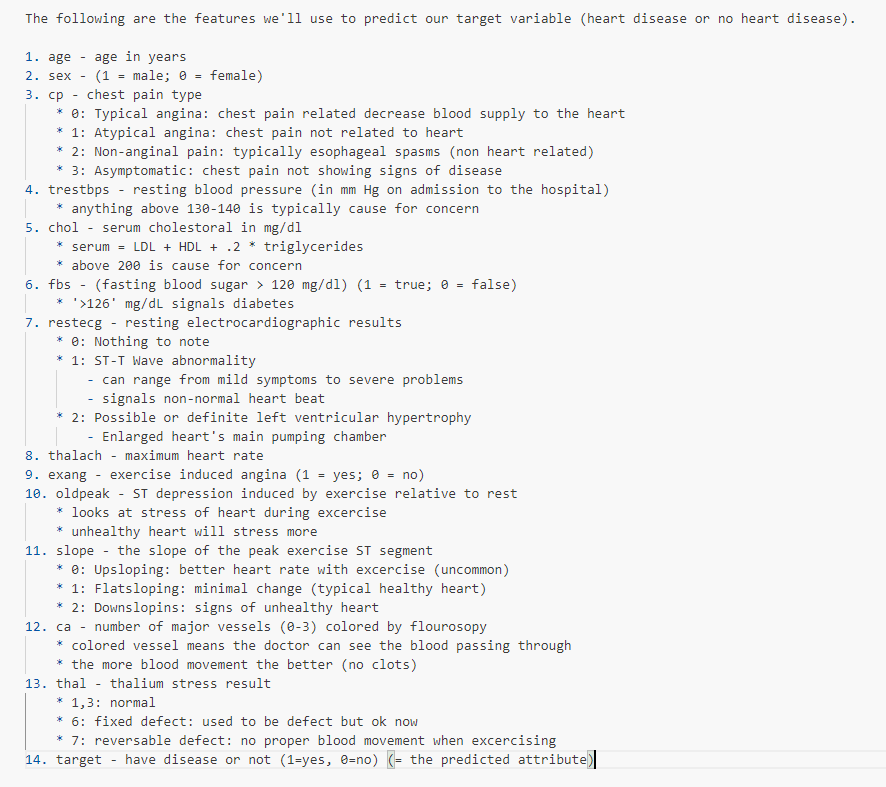 The following are the features we'll use to predict our target variable (heart disease or no heart disease).
1. age - age in years
2. sex - (1 = male; 0 = female)
3. cp - chest pain type
* 0: Typical angina: chest pain related decrease blood supply to the heart
* 1: Atypical angina: chest pain not related to heart
* 2: Non-anginal pain: typically esophageal spasms (non heart related)
* 3: Asymptomatic: chest pain not showing signs of disease
4. trestbps - resting blood pressure (in mm Hg on admission to the hospital)
* anything above 130-140 is typically cause for concern
5. chol - serum cholestoral in mg/dl
* serum = LDL + HDL + .2 * triglycerides
* above 200 is cause for concern
6. fbs - (fasting blood sugar > 120 mg/dl) (1 = true; 0 = false)
* '>126' mg/dL signals diabetes
7. restecg - resting electrocardiographic results
* 0: Nothing to note
* 1: ST-T Wave abnormality
- can range from mild symptoms to severe problems
- signals non-normal heart beat
* 2: Possible or definite left ventricular hypertrophy
- Enlarged heart's main pumping chamber
8. thalach - maximum heart rate
9. exang - exercise induced angina (1 = yes; 0 = no)
10. oldpeak - ST depression induced by exercise relative to rest
* looks at stress of heart during excercise
* unhealthy heart will stress more
11. slope - the slope of the peak exercise ST segment
* 0: Upsloping: better heart rate with excercise (uncommon)
* 1: Flatsloping: minimal change (typical healthy heart)
* 2: Downslopins: signs of unhealthy heart
12. ca - number of major vessels (0-3) colored by flourosopy
* colored vessel means the doctor can see the blood passing through
* the more blood movement the better (no clots)
13. thal - thalium stress result
* 1,3: normal
* 6: fixed defect: used to be defect but ok now
* 7: reversable defect: no proper blood movement when excercising
14. target - have disease or not (1=yes, 0=no) (= the predicted attribute)